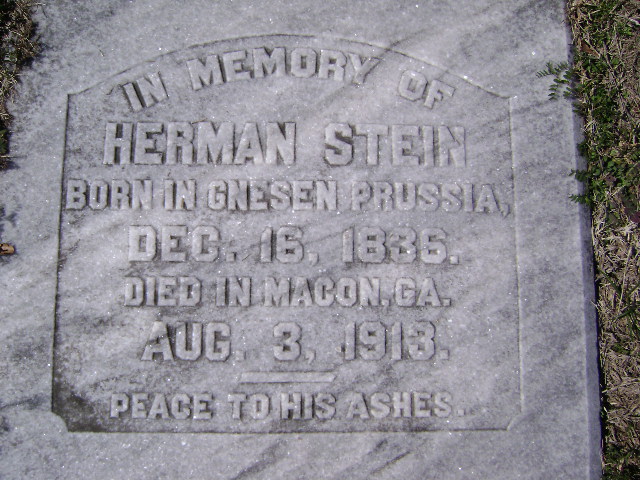 IN MEMORY OF
HERMAN STEIN
BORN IN GNESEN PRUSSIA,
DEC. 16, 1836.
DIED IN MACON, GA.
AUG. 3, 1913.
PEACE TO HIS ASHES.